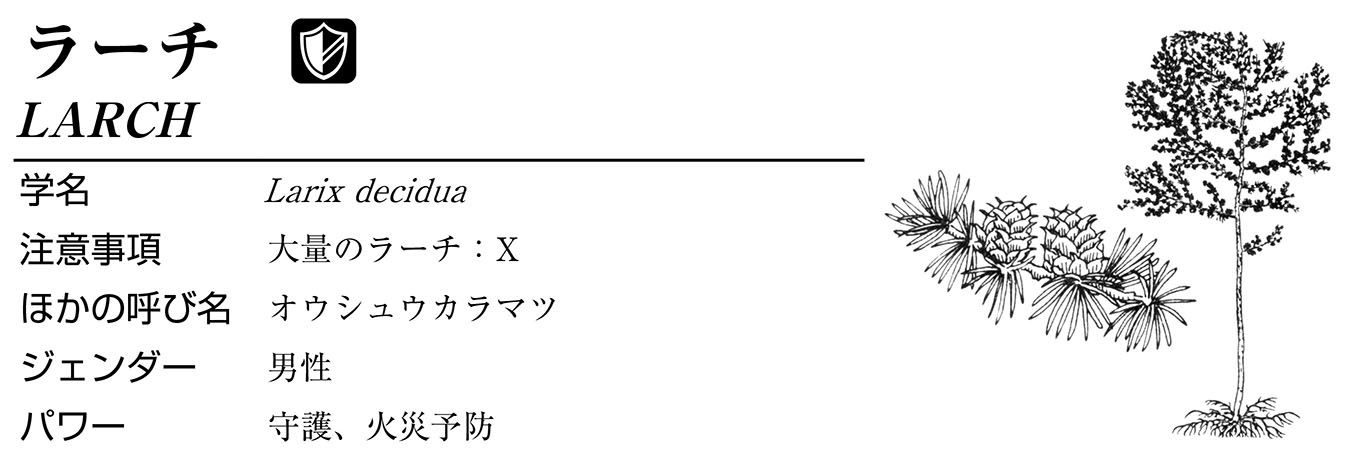 ラーチ
LARCH
学名 Larix decidua
注意事項 大量のラーチ：X
ほかの呼び名 オウシュウカラマツ
ジェンダー 男性
パワー 守護、火災予防